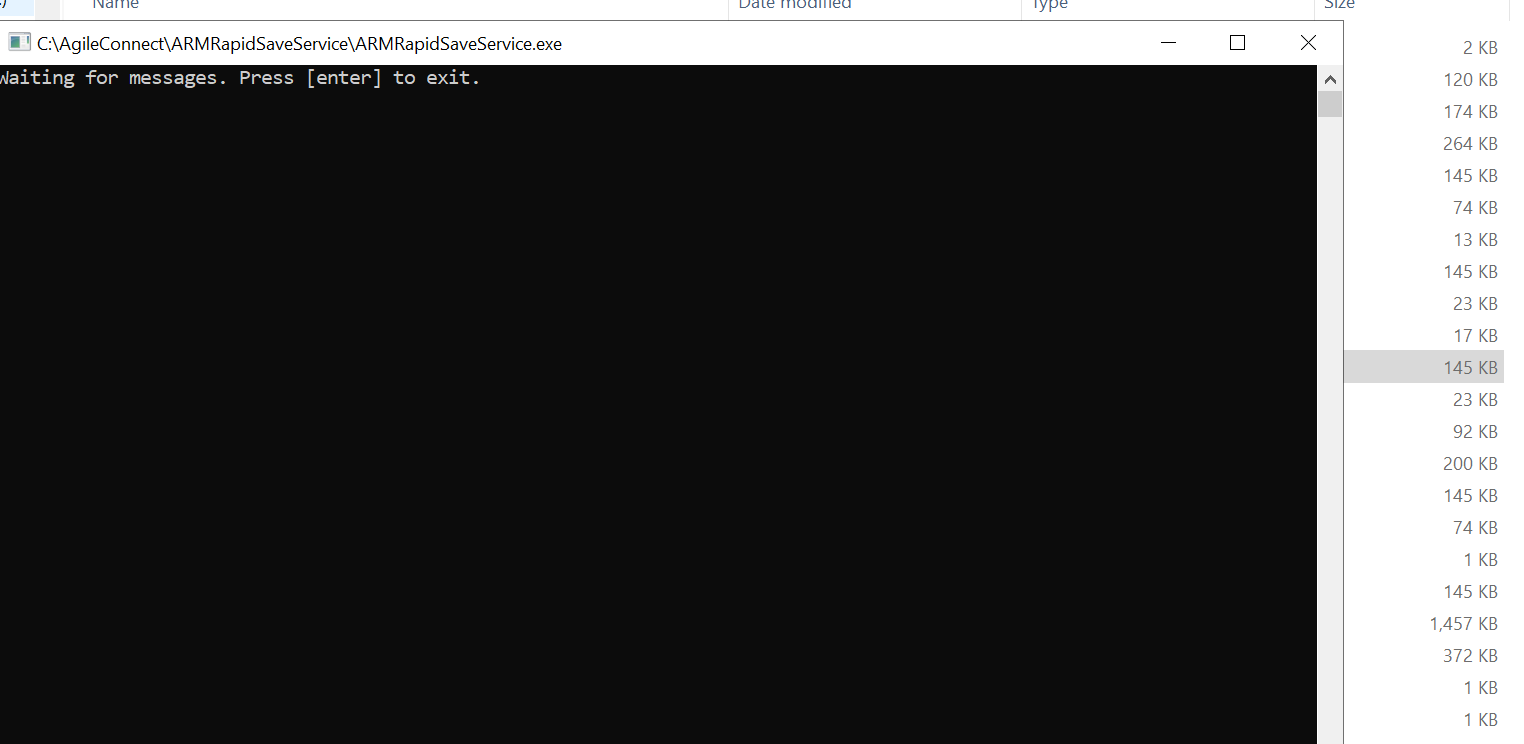 Name Date modified Type Size
C:\AgileConnect\ARMRapidSaveService\ARMRapidSaveService.exe
Waiting for messages. Press [enter] to exit.
2 KB
120 KB
174 KB
264 KB
145 KB
74 KB
13 KB
145 KB
23 KB
17 KB
145 KB
23 KB
92 KB
200 KB
145 KB
74 KB
1 KB
145 KB
1,457 KB
372 KB
1 KB
1 KB